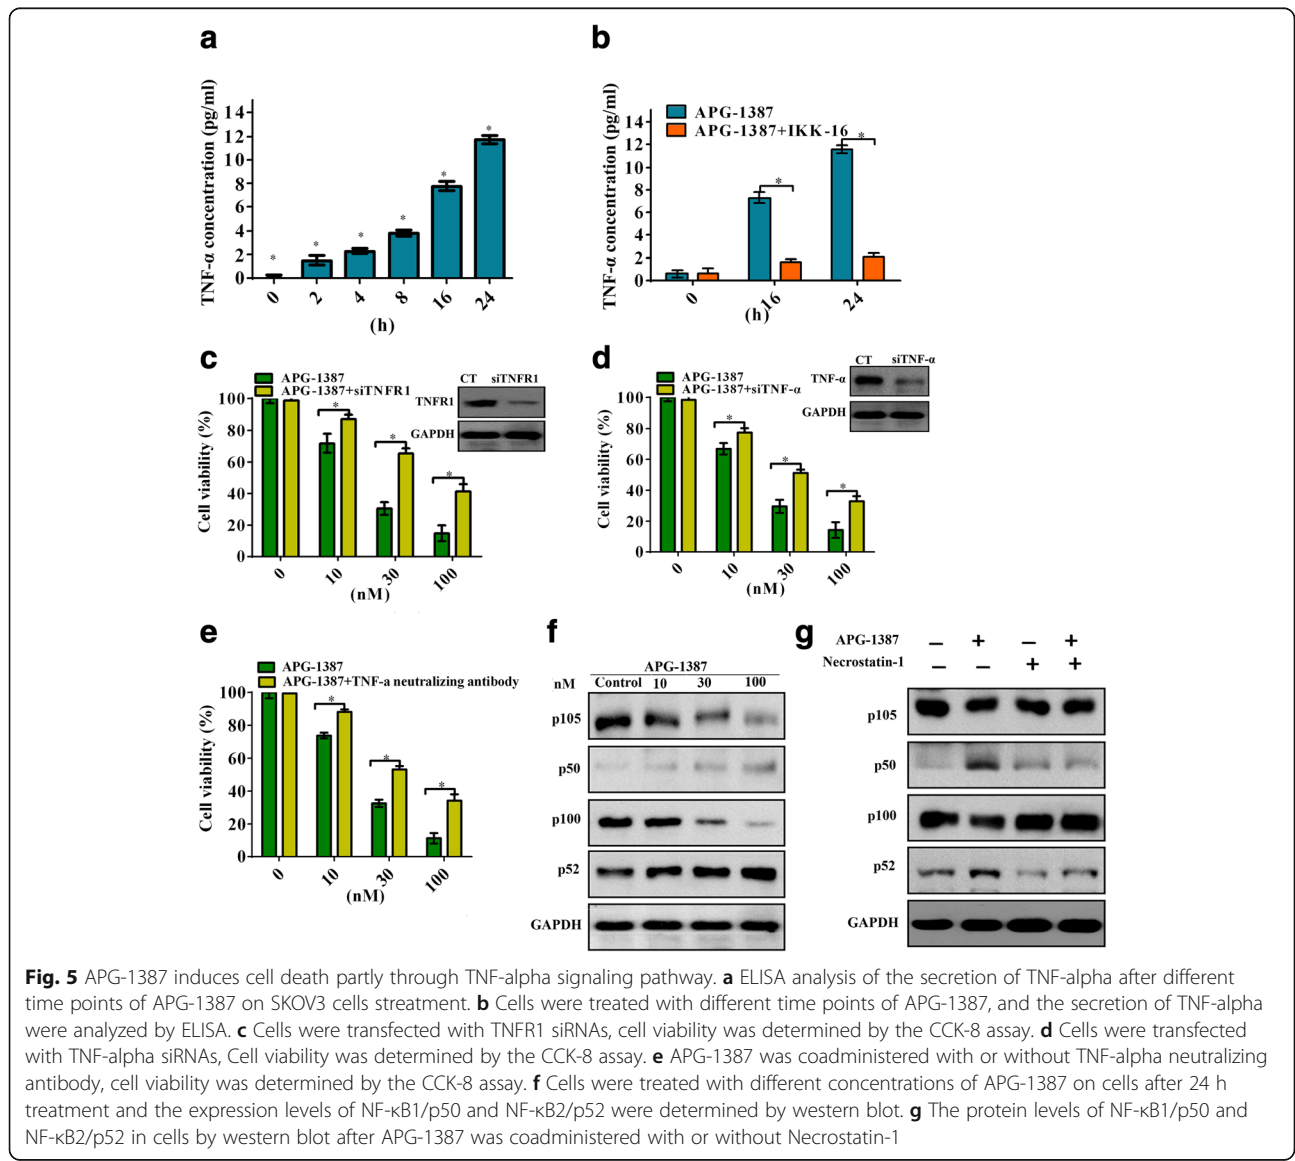 a
TNF-α concentration (pg/ml)
14
12
10
8
6
4
2
0
*
*
*
*
*
*
0
2
4
8
16
24
(h)
b
APG-1387
APG-1387+IKK-16
TNF-α concentration (pg/ml)
14
12
10
8
6
4
2
0
*
*
0
16
24
(h)
c
APG-1387
APG-1387+siTNFR1
Cell viability (%)
100
80
60
40
20
0
*
*
*
0
10
30
100
(nM)
CT siTNFR1
TNFR1
GAPDH
d
APG-1387
APG-1387+siTNF-α
Cell viability (%)
100
80
60
40
20
0
*
*
*
0
10
30
100
(nM)
CT siTNF-α
TNF-α
GAPDH
e
APG-1387
APG-1387+TNF-a neutralizing antibody
Cell viability (%)
100
80
60
40
20
0
*
*
*
0
10
30
100
(nM)
f
APG-1387
nM Control 10 30 100
p105
p50
p100
p52
GAPDH
g
APG-1387 – + – +
Necrostatin-1 – – + +
p105
p50
p100
p52
GAPDH
Fig. 5 APG-1387 induces cell death partly through TNF-alpha signaling pathway. a ELISA analysis of the secretion of TNF-alpha after different
time points of APG-1387 on SKOV3 cells streatment. b Cells were treated with different time points of APG-1387, and the secretion of TNF-alpha
were analyzed by ELISA. c Cells were transfected with TNFR1 siRNAs, cell viability was determined by the CCK-8 assay. d Cells were transfected
with TNF-alpha siRNAs, Cell viability was determined by the CCK-8 assay. e APG-1387 was coadministered with or without TNF-alpha neutralizing
antibody, cell viability was determined by the CCK-8 assay. f Cells were treated with different concentrations of APG-1387 on cells after 24 h
treatment and the expression levels of NF-κB1/p50 and NF-κB2/p52 were determined by western blot. g The protein levels of NF-κB1/p50 and
NF-κB2/p52 in cells by western blot after APG-1387 was coadministered with or without Necrostatin-1